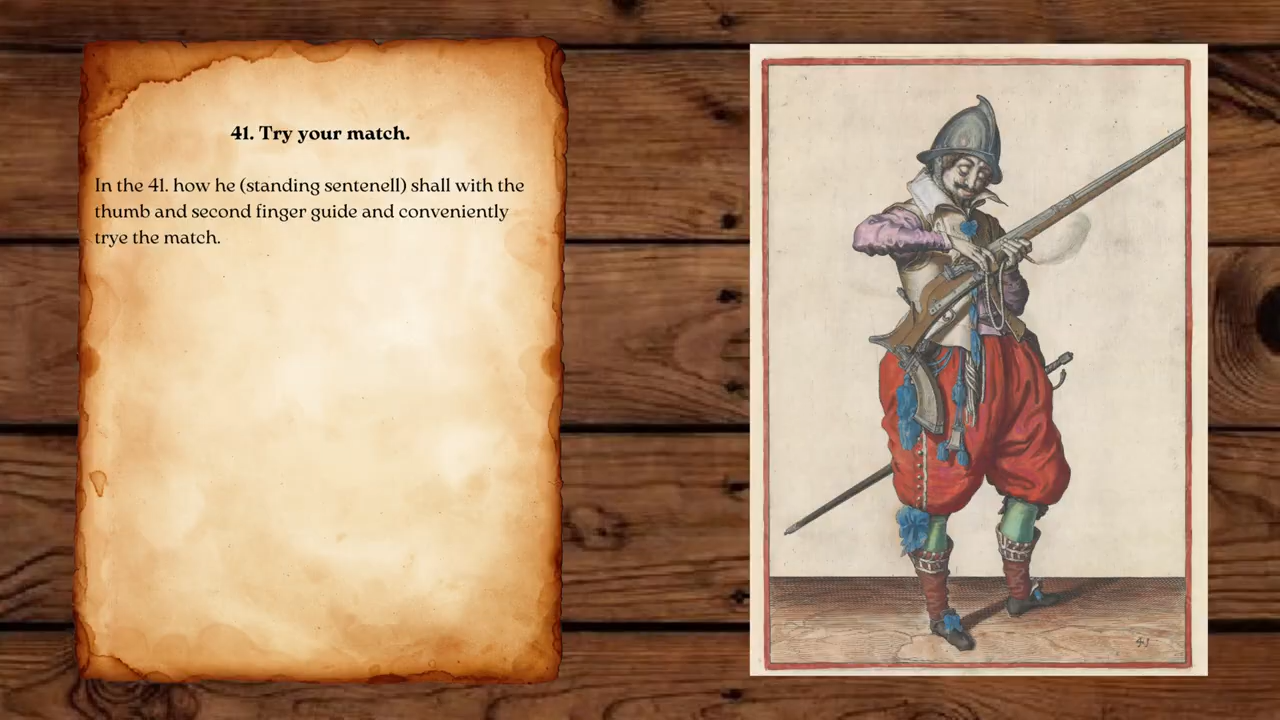 41. Try your match.
In the 41. how he (standing sentenell) shall with the
thumb and second finger guide and conveniently
trye the match.
41